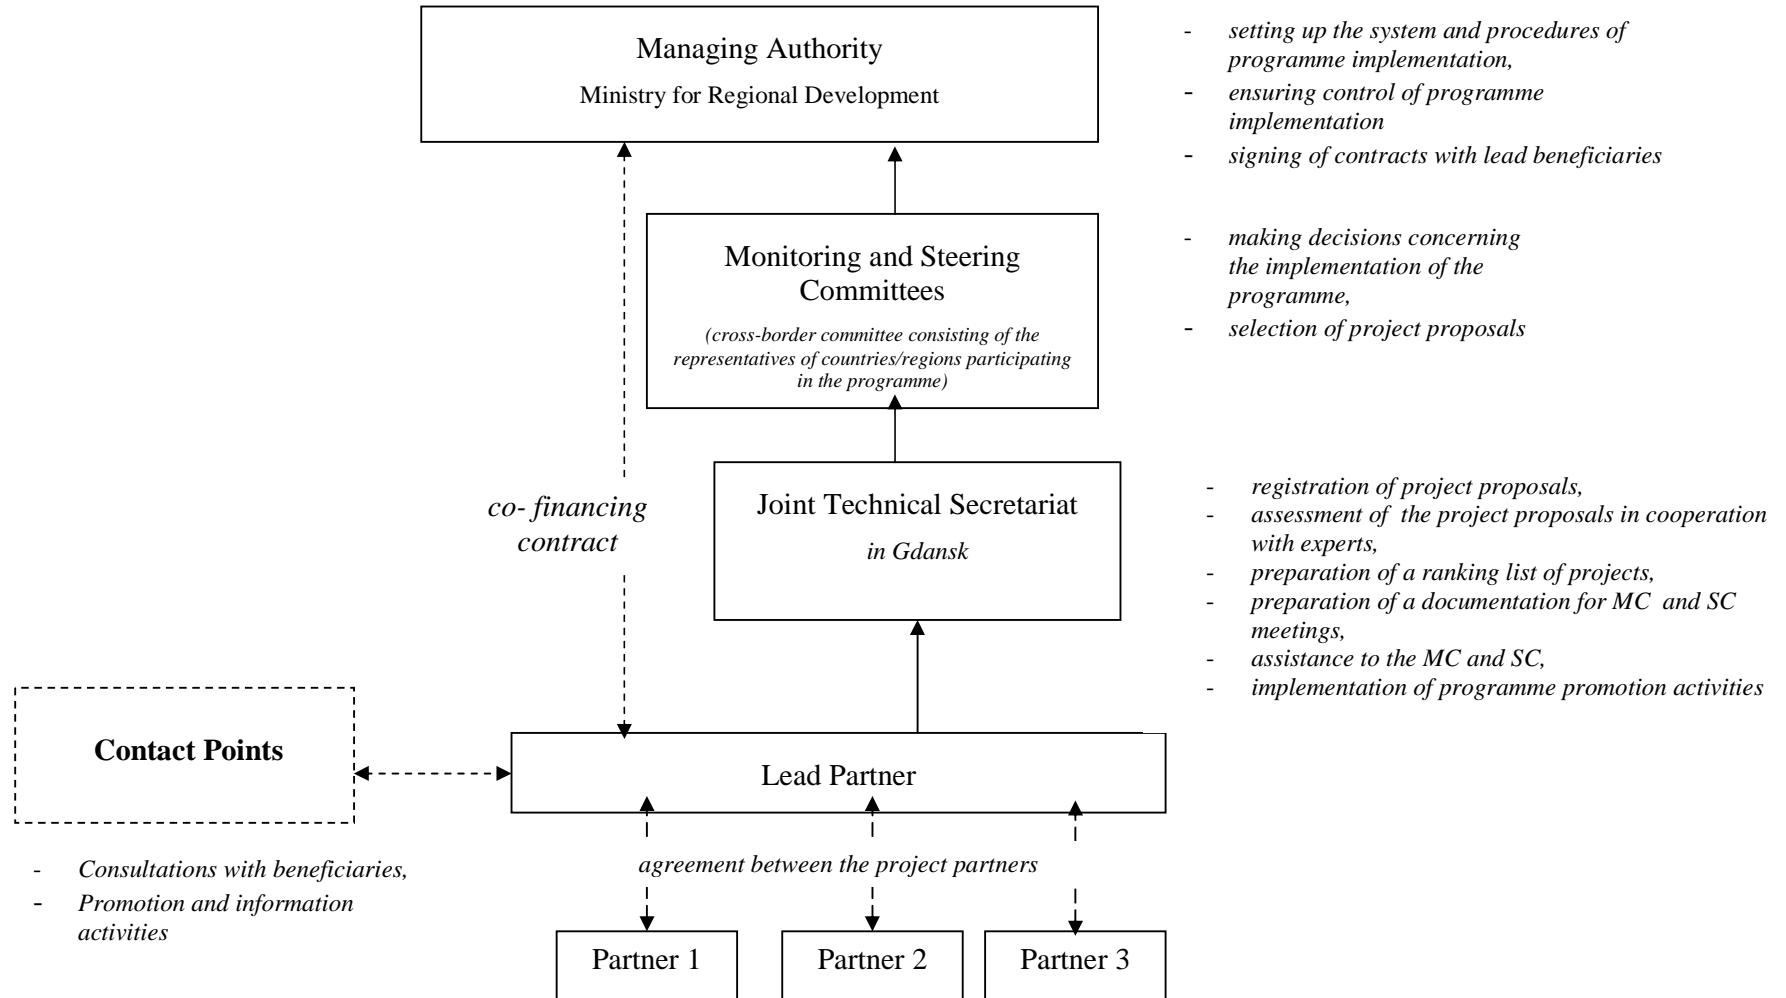 Managing Authority
Ministry for Regional Development
- setting up the system and procedures of
programme implementation,
- ensuring control of programme
implementation
- signing of contracts with lead beneficiaries
Monitoring and Steering
Committees
(cross-border committee consisting of the
representatives of countries/regions participating
in the programme)
- making decisions concerning
the implementation of the
programme,
- selection of project proposals
co- financing
contract
Joint Technical Secretariat
in Gdansk
- registration of project proposals,
- assessment of the project proposals in cooperation
with experts,
- preparation of a ranking list of projects,
- preparation of a documentation for MC and SC
meetings,
- assistance to the MC and SC,
- implementation of programme promotion activities
Contact Points
Lead Partner
- Consultations with beneficiaries,
- Promotion and information
activities
agreement between the project partners
Partner 1
Partner 2
Partner 3